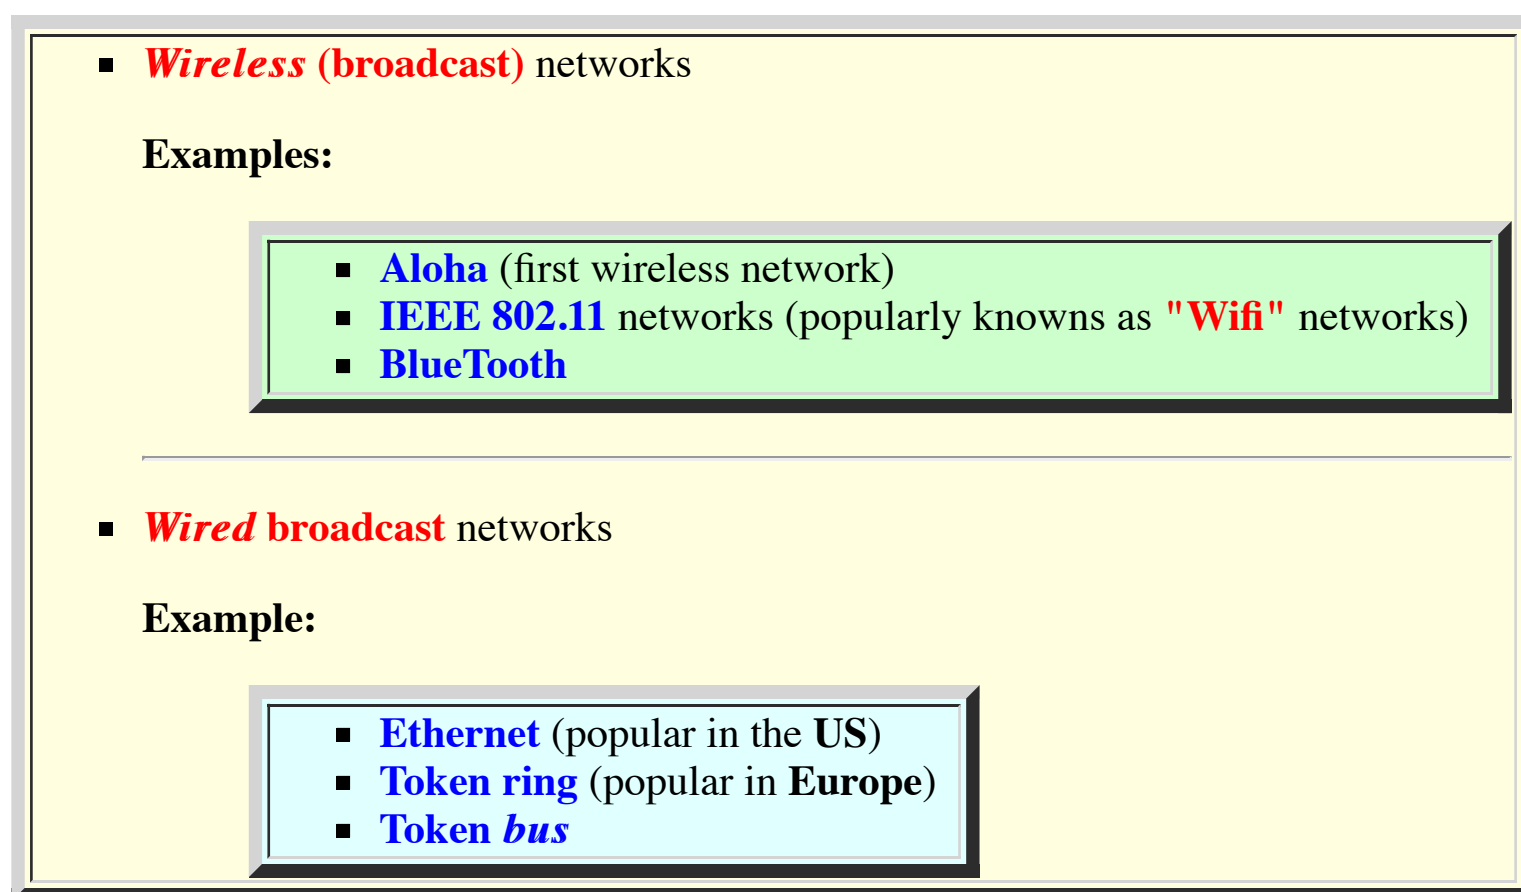 Wireless (broadcast) networks
Examples:
Aloha (first wireless network)
IEEE 802.11 networks (popularly knowns as "Wifi" networks)
BlueTooth
Wired broadcast networks
Example:
Ethernet (popular in the US)
Token ring (popular in Europe)
Token bus